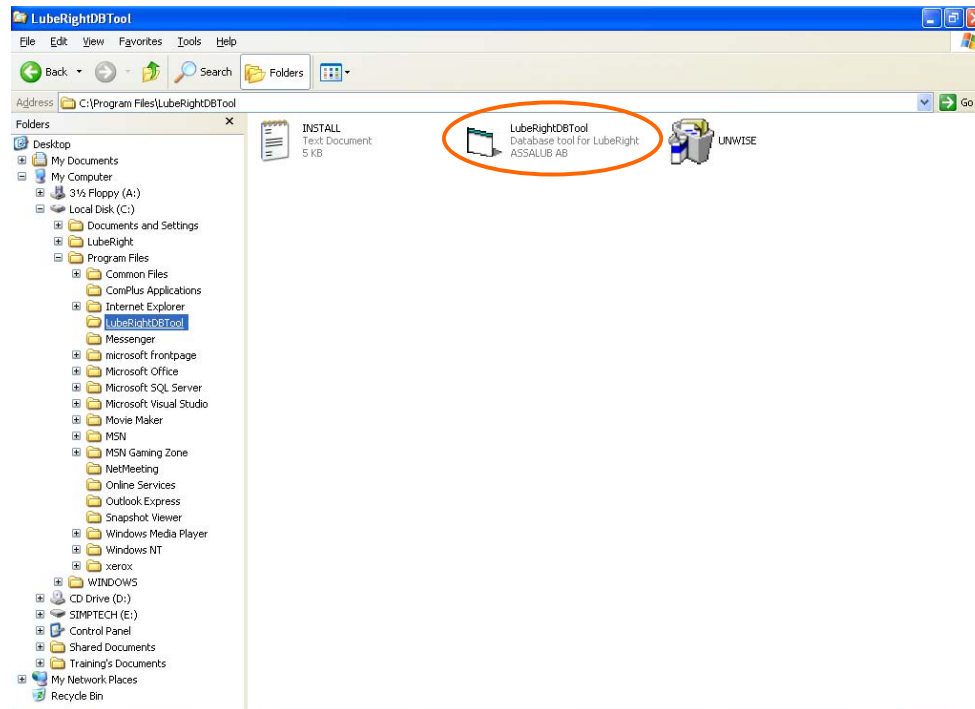 LubeRightDBTool
File Edit View Favorites Tools Help
Back Search Folders
Address C:\Program Files\LubeRightDBTool Go
Folders x
Desktop
My Documents
My Computer
3½ Floppy (A:)
Local Disk (C:)
Documents and Settings
LubeRight
Program Files
Common Files
ComPlus Applications
Internet Explorer
LubeRightDBTool
Messenger
microsoft frontpage
Microsoft Office
Microsoft SQL Server
Microsoft Visual Studio
Movie Maker
MSN
MSN Gaming Zone
NetMeeting
Online Services
Outlook Express
Snapshot Viewer
Windows Media Player
Windows NT
xerox
WINDOWS
CD Drive (D:)
SIMPTECH (E:)
Control Panel
Shared Documents
Training's Documents
My Network Places
Recycle Bin
INSTALL
Text Document
5 KB
LubeRightDBTool
Database tool for LubeRight
ASSALUB AB
UNWISE